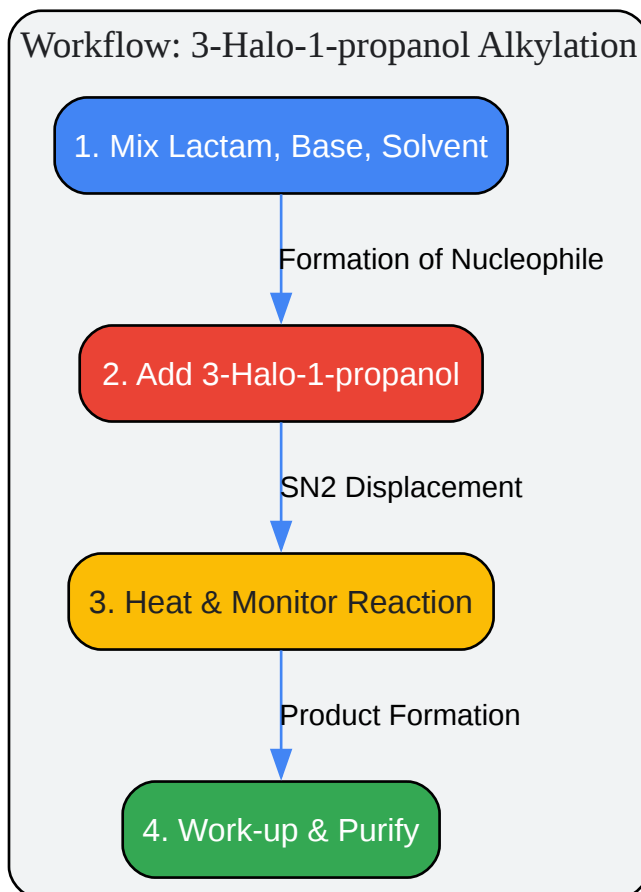 Workflow: 3-Halo-1-propanol Alkylation
1. Mix Lactam, Base, Solvent
Formation of Nucleophile
2. Add 3-Halo-1-propanol
SN2 Displacement
3. Heat & Monitor Reaction
Product Formation
4. Work-up & Purify